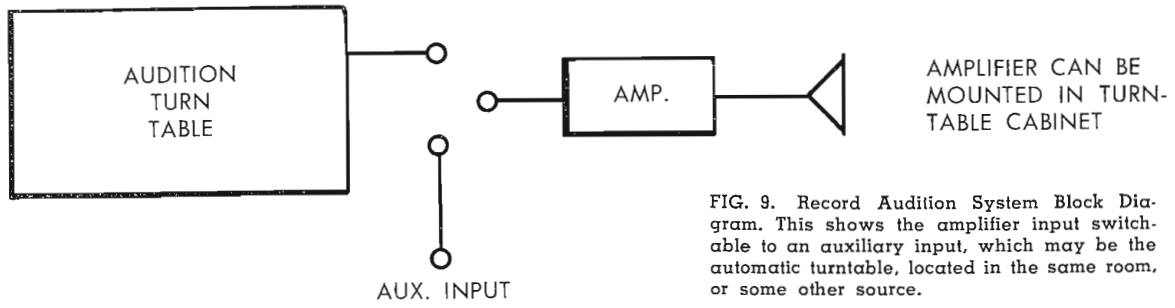 AUDITION
TURN
TABLE
AMP.
AMPLIFIER CAN BE
MOUNTED IN TURN-
TABLE CABINET
AUX. INPUT
FIG. 9. Record Audition System Block Dia-
gram. This shows the amplifier input switch-
able to an auxiliary input, which may be the
automatic turntable, located in the same room,
or some other source.